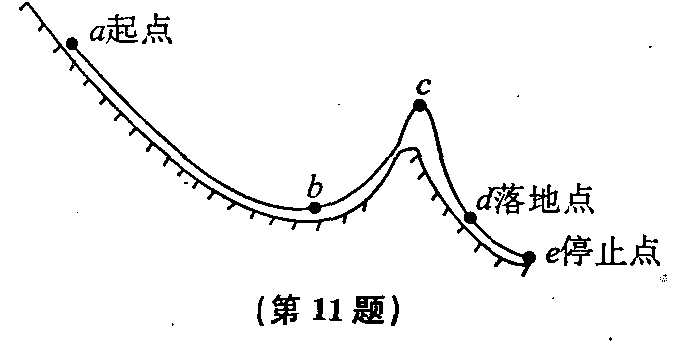 a起点
c
b
d落地点
e停止点
(第 11 题)